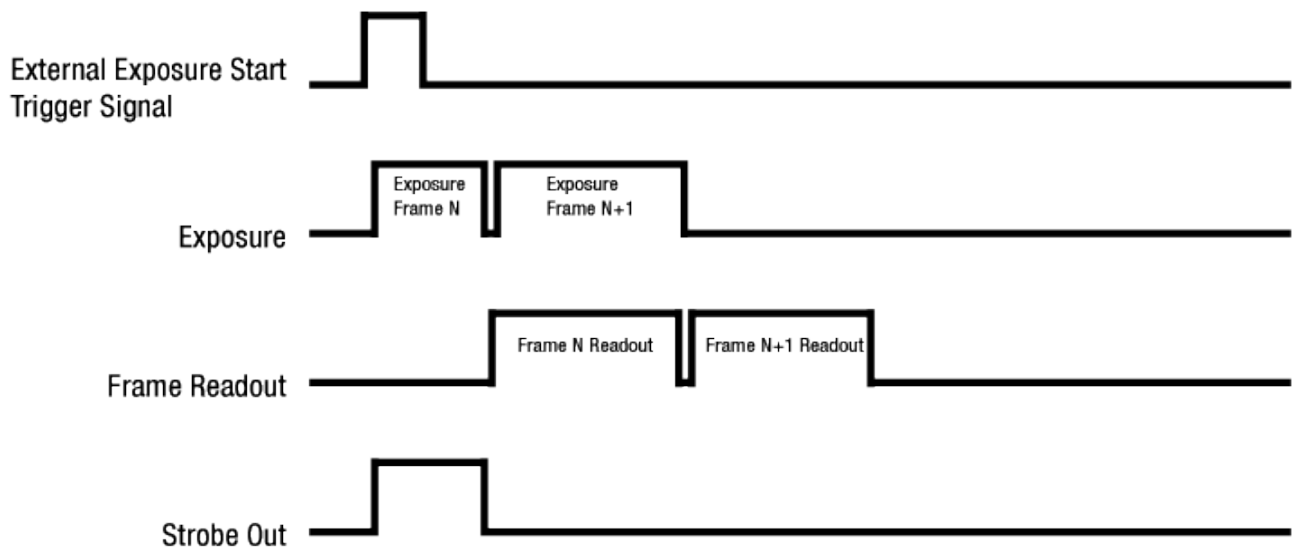 External Exposure Start
Trigger Signal
Exposure
Frame N
Exposure
Frame N+1
Exposure
Frame N Readout
Frame N+1 Readout
Frame Readout
Strobe Out